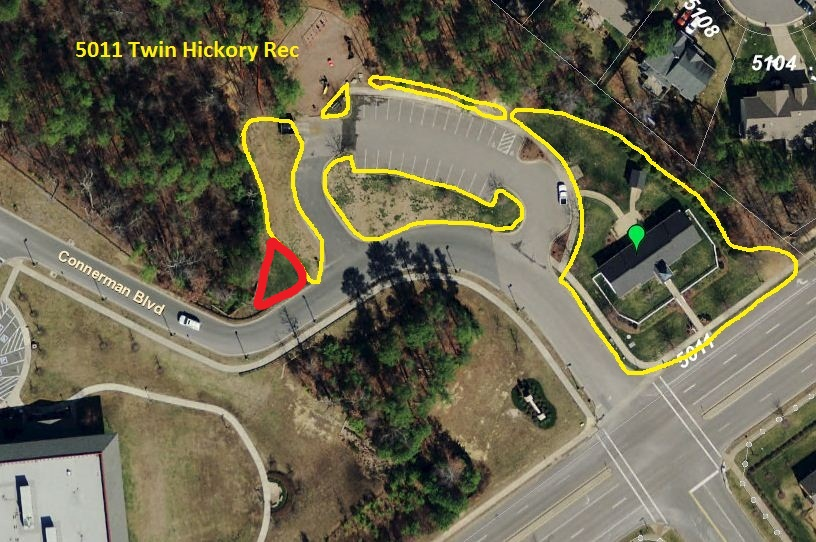 5108
5011 Twin Hickory Rec
5104
Connerman Blvd
5011